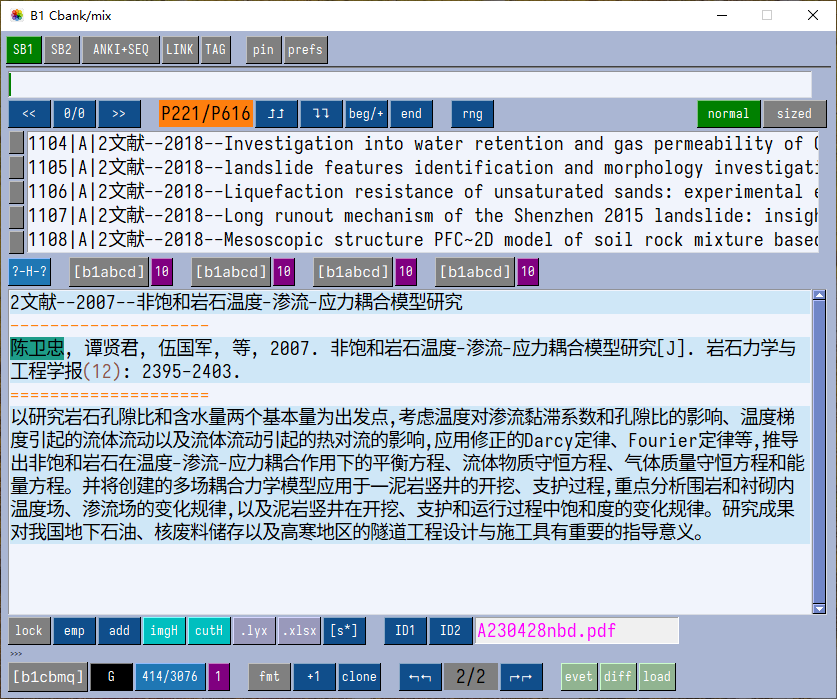 B1 Cbank/mix
SB1 SB2 ANKI+SEQ LINK TAG pin prefs
<< 0/0 >> P221/P616 beg/+ end rng normal sized
1104|A|2文献--2018--Investigation into water retention and gas permeability of
1105|A|2文献--2018--landslide features identification and morphology investigati
1106|A|2文献--2018--Liquefaction resistance of unsaturated sands: experimental e
1107|A|2文献--2018--Long runout mechanism of the Shenzhen 2015 landslide: insigh
1108|A|2文献--2018--Mesoscopic structure PFC~2D model of soil rock mixture based
?-H-? [b1abcd] 10 [b1abcd] 10 [b1abcd] 10 [b1abcd] 10
2文献--2007--非饱和岩石温度-渗流-应力耦合模型研究
--------------------
陈卫忠, 谭贤君, 伍国军, 等, 2007. 非饱和岩石温度-渗流-应力耦合模型研究[J]. 岩石力学与
工程学报(12): 2395-2403.
====================
以研究岩石孔隙比和含水量两个基本量为出发点,考虑温度对渗流黏滞系数和孔隙比的影响、温度梯
度引起的流体流动以及流体流动引起的热对流的影响,应用修正的Darcy定律、Fourier定律等,推导
出非饱和岩石在温度-渗流-应力耦合作用下的平衡方程、流体物质守恒方程、气体质量守恒方程和能
量方程。并将创建的多场耦合力学模型应用于一泥岩竖井的开挖、支护过程,重点分析围岩和衬砌内
温度场、渗流场的变化规律,以及泥岩竖井在开挖、支护和运行过程中饱和度的变化规律。研究成果
对我国地下石油、核废料储存以及高寒地区的隧道工程设计与施工具有重要的指导意义。
lock emp add imgH cutH .lyx .xlsx [s*] ID1 ID2 A230428nbd.pdf
>>>
[b1cbmq] G 414/3076 1 fmt +1 clone ↰↰ 2/2 ↱↱ evet diff load